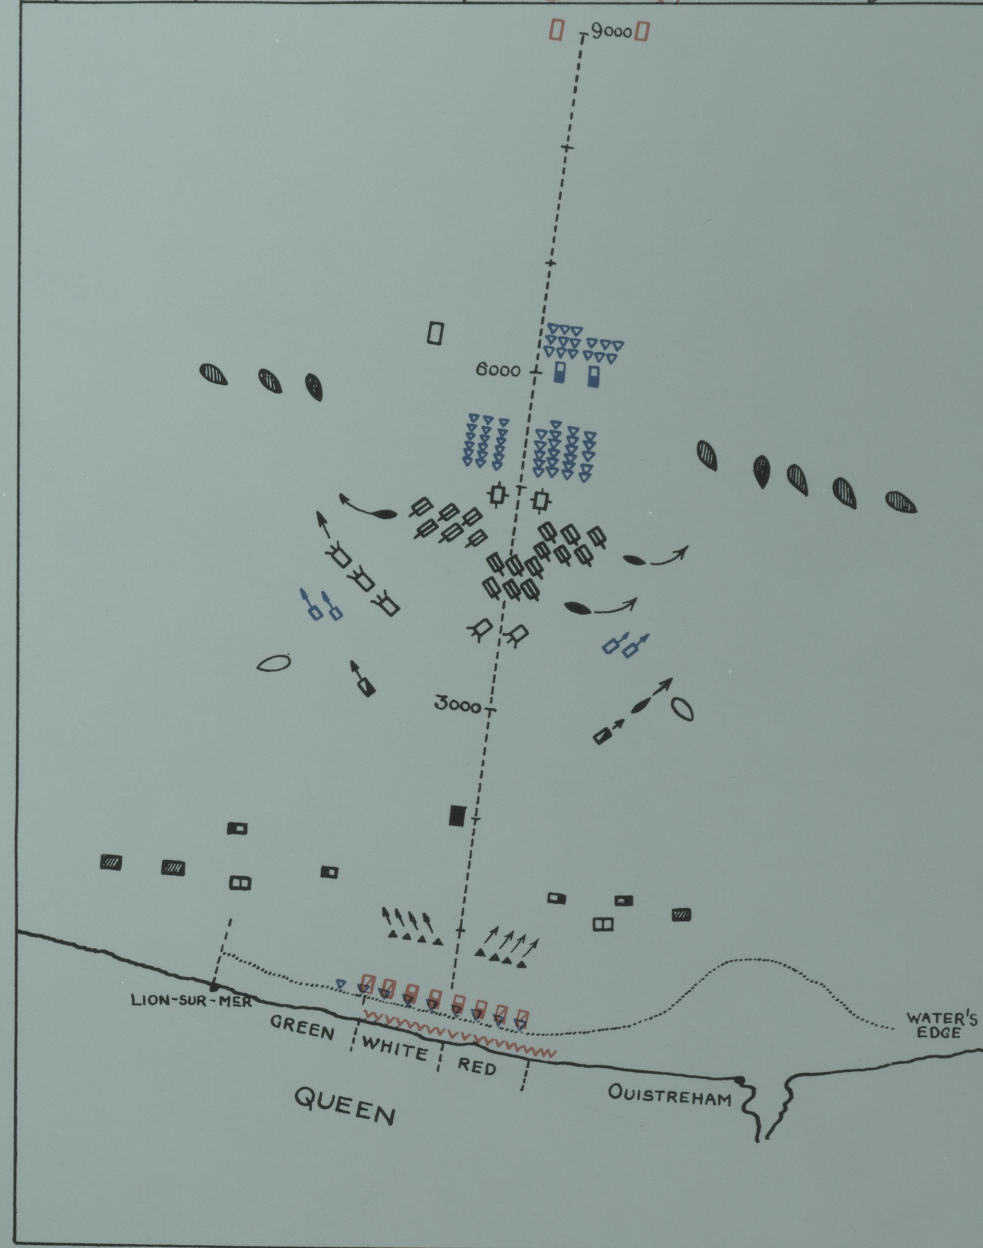 9000
6000
3000
LION-SUR-MER
GREEN
WHITE
RED
QUEEN
OUISTREHAM
WATER'S
EDGE